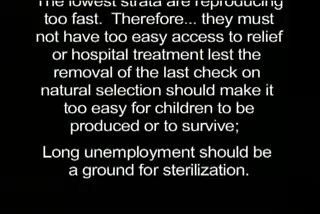 The lowest strata are reproducing
too fast. Therefore... they must
not have too easy access to relief
or hospital treatment lest the
removal of the last check on
natural selection should make it
too easy for children to be
produced or to survive;
Long unemployment should be
a ground for sterilization.